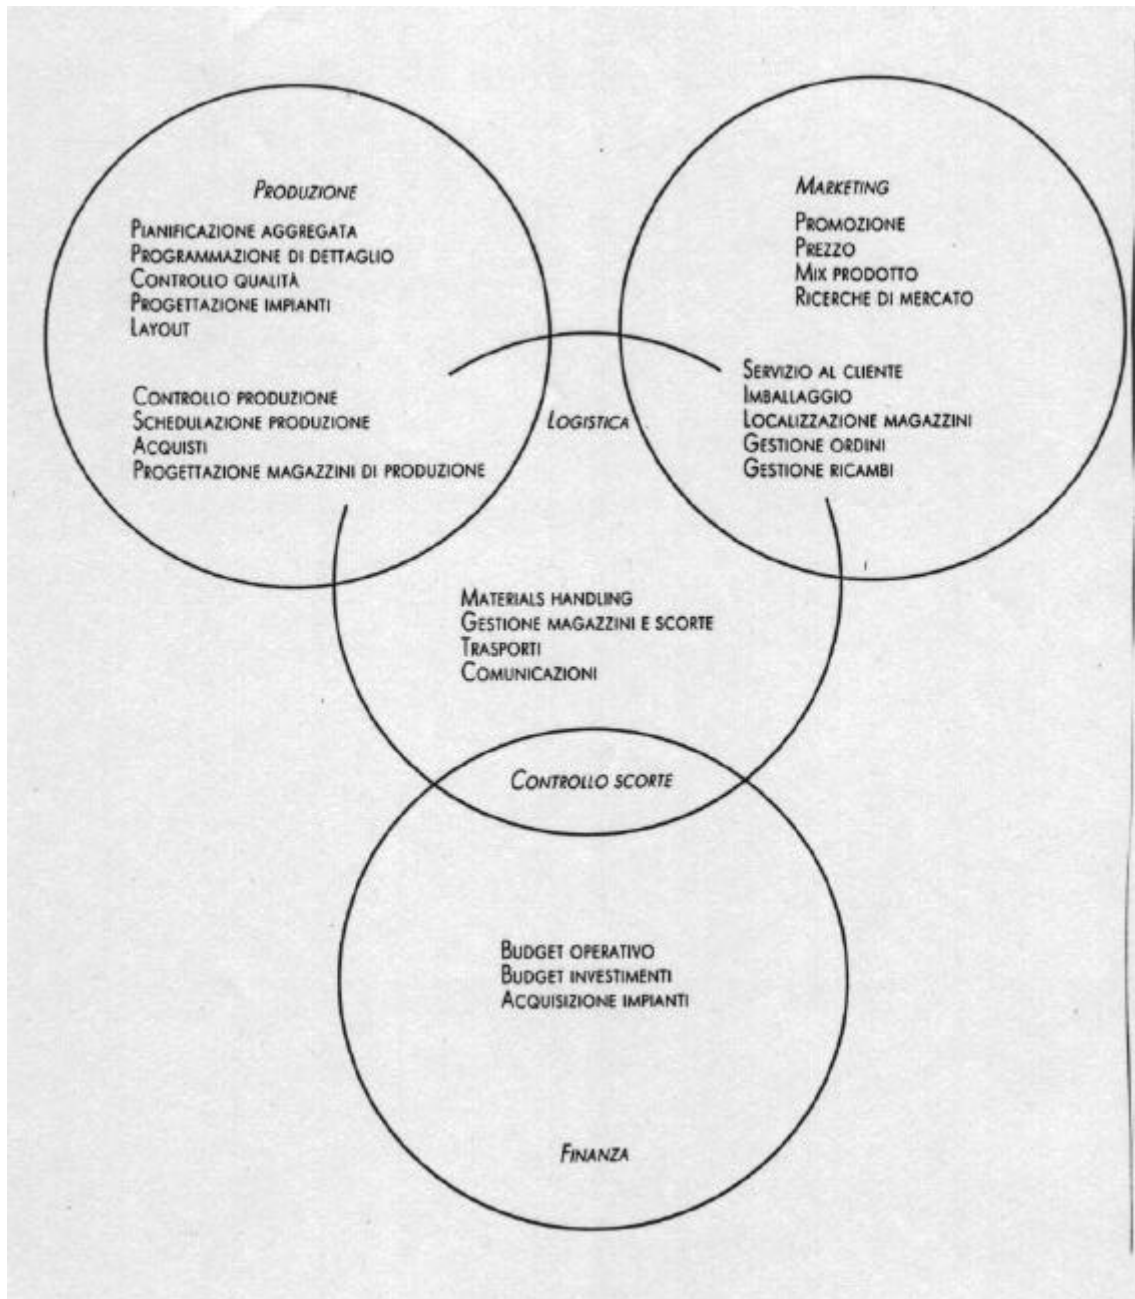 PRODUZIONE
PIANIFICAZIONE AGGREGATA
PROGRAMMAZIONE DI DETTAGLIO
CONTROLLO QUALITÀ
PROGETTAZIONE IMPIANTI
LAYOUT
CONTROLLO PRODUZIONE
SCHEDULAZIONE PRODUZIONE
ACQUISTI
PROGETTAZIONE MAGAZZINI DI PRODUZIONE
MARKETING
PROMOZIONE
PREZZO
MIX PRODOTTO
RICERCHE DI MERCATO
SERVIZIO AL CLIENTE
IMBALLAGGIO
LOCALIZZAZIONE MAGAZZINI
GESTIONE ORDINI
GESTIONE RICAMBI
LOGISTICA
MATERIALS HANDLING
GESTIONE MAGAZZINI E SCORTE
TRASPORTI
COMUNICAZIONI
CONTROLLO SCORTE
BUDGET OPERATIVO
BUDGET INVESTIMENTI
ACQUISIZIONE IMPIANTI
FINANZA